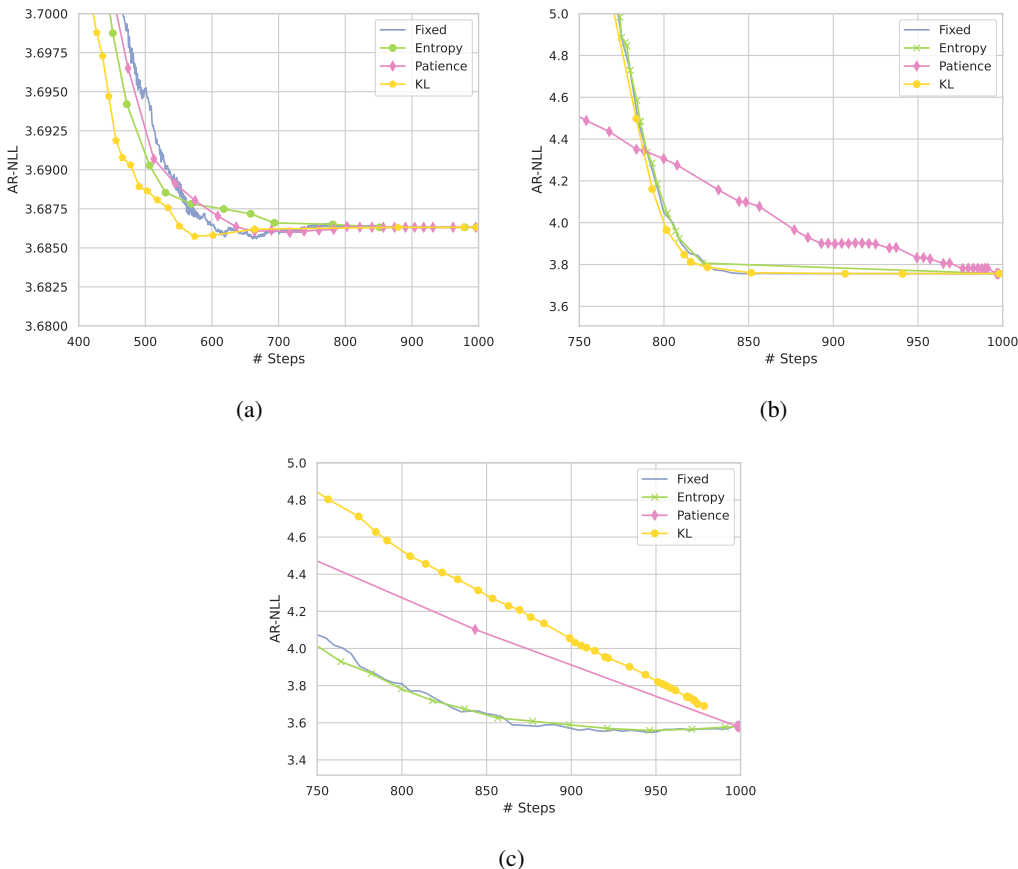 3.7000
3.6975
3.6950
3.6925
3.6900
3.6875
3.6850
3.6825
3.6800
AR-NLL
400 500 600 700 800 900 1000
# Steps
Fixed
Entropy
Patience
KL
(a)
5.0
4.8
4.6
4.4
4.2
4.0
3.8
3.6
AR-NLL
750 800 850 900 950 1000
# Steps
Fixed
Entropy
Patience
KL
(b)
5.0
4.8
4.6
4.4
4.2
4.0
3.8
3.6
3.4
AR-NLL
750 800 850 900 950 1000
# Steps
Fixed
Entropy
Patience
KL
(c)